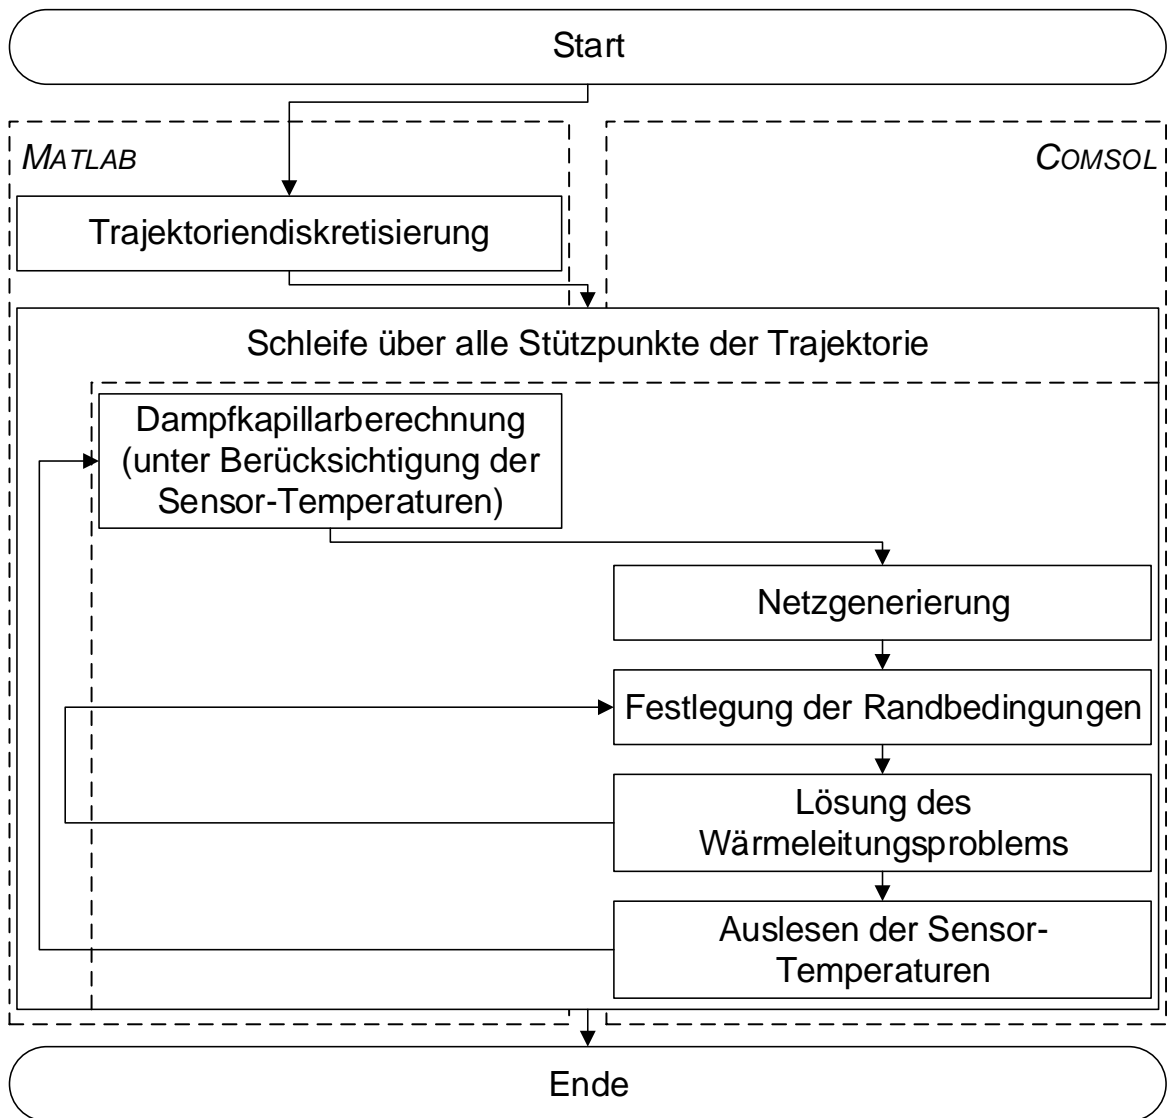 Start
MATLAB
COMSOL
Trajektoriendiskretisierung
Schleife über alle Stützpunkte der Trajektorie
Dampfkapillarberechnung
(unter Berücksichtigung der
Sensor-Temperaturen)
Netzgenerierung
Festlegung der Randbedingungen
Lösung des
Wärmeleitungsproblems
Auslesen der Sensor-
Temperaturen
Ende